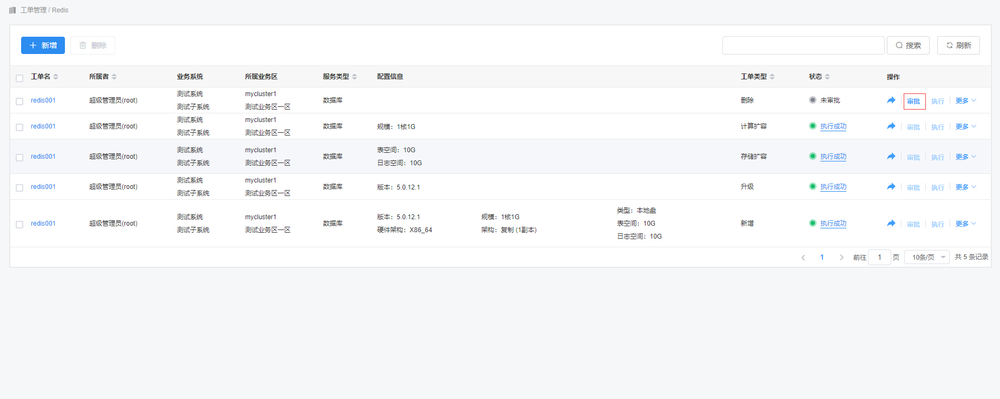 工单管理 / Redis
新增 删除 搜索 刷新
工单名 所属者 业务系统 所属业务区 服务类型 配置信息 工单类型 状态 操作
redis001 超级管理员(root) 测试系统 mycluster1 数据库 删除 未审批 审批 执行 更多
测试子系统 测试业务区一区
redis001 超级管理员(root) 测试系统 mycluster1 数据库 规模：1核1G 计算扩容 执行成功 审批 执行 更多
测试子系统 测试业务区一区
redis001 超级管理员(root) 测试系统 mycluster1 数据库 表空间：10G 存储扩容 执行成功 审批 执行 更多
测试子系统 测试业务区一区 日志空间：10G
redis001 超级管理员(root) 测试系统 mycluster1 数据库 版本：5.0.12.1 升级 执行成功 审批 执行 更多
测试子系统 测试业务区一区
redis001 超级管理员(root) 测试系统 mycluster1 数据库 版本：5.0.12.1 规模：1核1G 类型：本地盘 新增 执行成功 审批 执行 更多
测试子系统 测试业务区一区 硬件架构：X86_64 架构：复制 (1副本) 表空间：10G
日志空间：10G
1 前往 1 页 10条/页 共 5 条记录